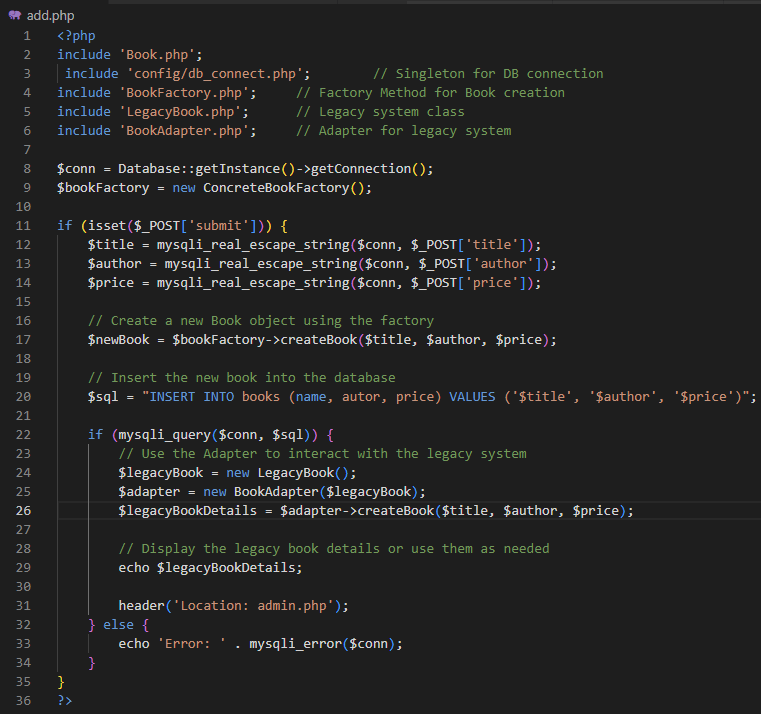 add.php
1 <?php
2 include 'Book.php';
3  include 'config/db_connect.php';        // Singleton for DB connection
4 include 'BookFactory.php';     // Factory Method for Book creation
5 include 'LegacyBook.php';      // Legacy system class
6 include 'BookAdapter.php';     // Adapter for legacy system
7
8 $conn = Database::getInstance()->getConnection();
9 $bookFactory = new ConcreteBookFactory();
10
11 if (isset($_POST['submit'])) {
12     $title = mysqli_real_escape_string($conn, $_POST['title']);
13     $author = mysqli_real_escape_string($conn, $_POST['author']);
14     $price = mysqli_real_escape_string($conn, $_POST['price']);
15
16     // Create a new Book object using the factory
17     $newBook = $bookFactory->createBook($title, $author, $price);
18
19     // Insert the new book into the database
20     $sql = "INSERT INTO books (name, autor, price) VALUES ('$title', '$author', '$price')";
21
22     if (mysqli_query($conn, $sql)) {
23         // Use the Adapter to interact with the legacy system
24         $legacyBook = new LegacyBook();
25         $adapter = new BookAdapter($legacyBook);
26         $legacyBookDetails = $adapter->createBook($title, $author, $price);
27
28         // Display the legacy book details or use them as needed
29         echo $legacyBookDetails;
30
31         header('Location: admin.php');
32     } else {
33         echo 'Error: ' . mysqli_error($conn);
34     }
35 }
36 ?>